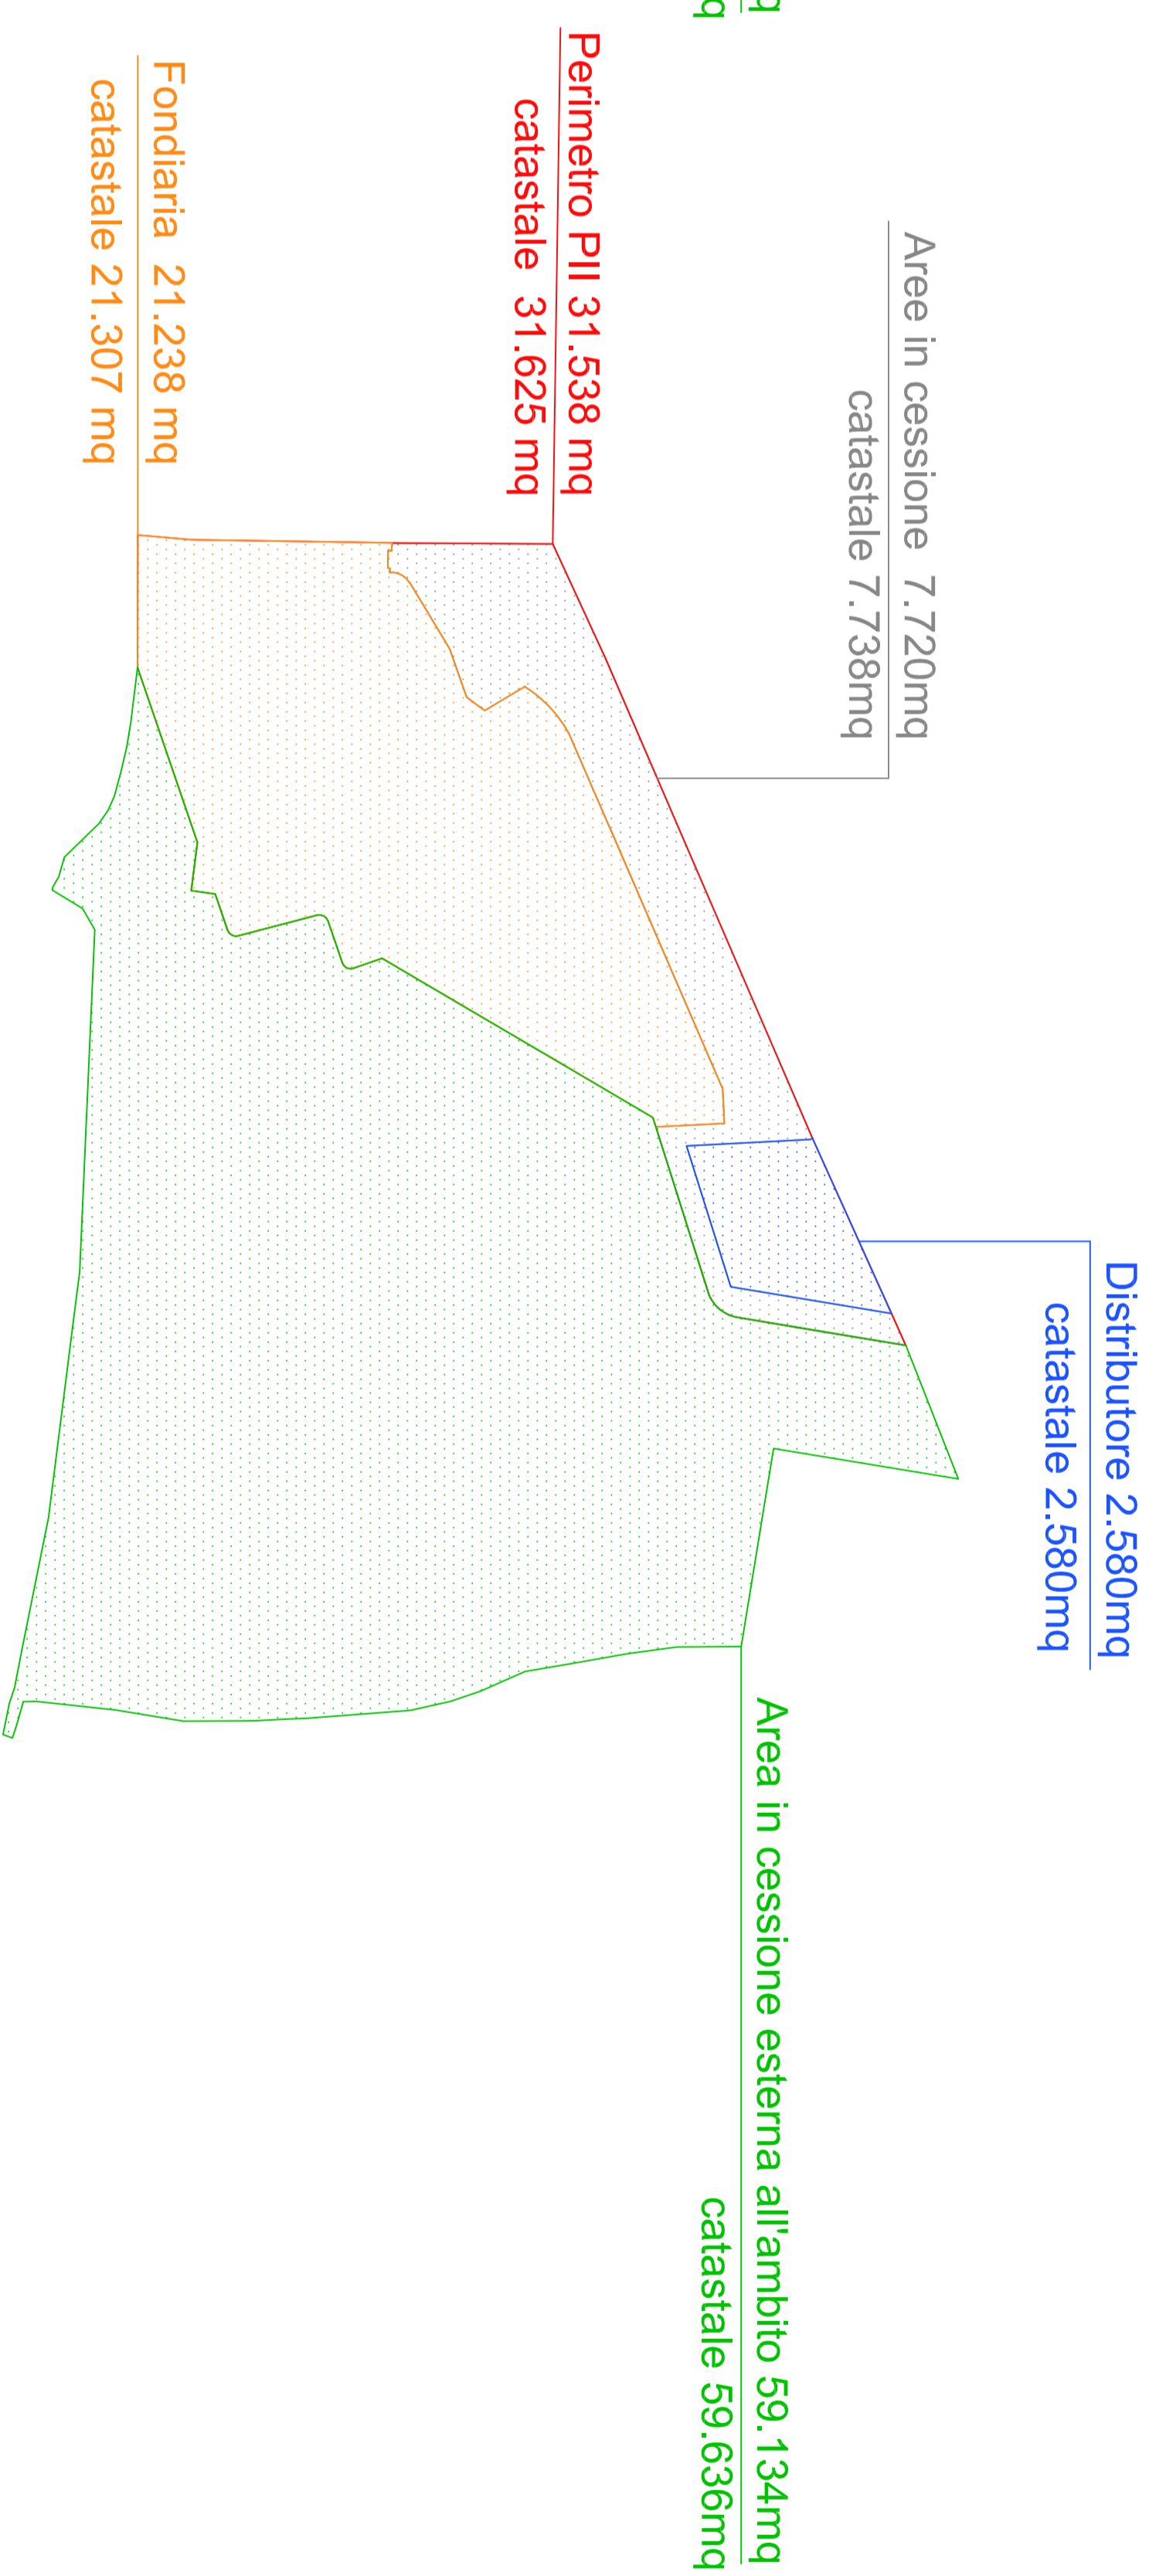 Distributore 2.580mq
catastale 2.580mq
Aree in cessione 7.720mq
catastale 7.738mq
Area in cessione esterna all'ambito 59.134mq
catastale 59.636mq
Perimetro PII 31.538 mq
catastale 31.625 mq
Fondiaria 21.238 mq
catastale 21.307 mq